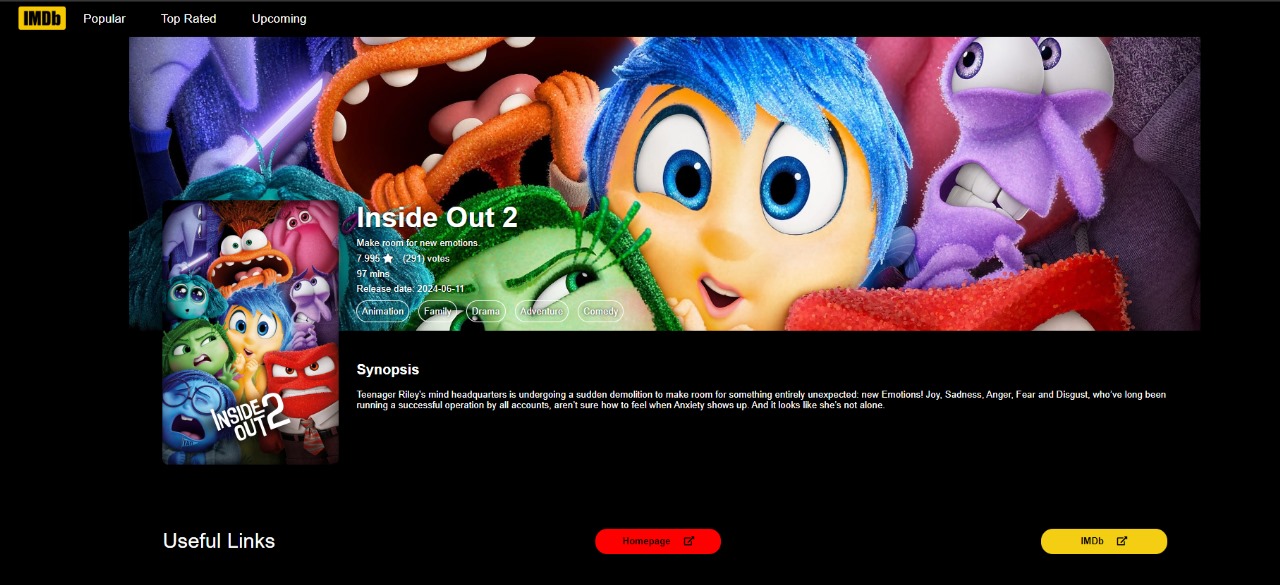 IMDb Popular Top Rated Upcoming
Inside Out 2
Make room for new emotions.
7.995 (291) votes
97 mins
Release date: 2024-06-11
Animation Family Drama Adventure Comedy
INSIDE
OUT 2
Synopsis
Teenager Riley's mind headquarters is undergoing a sudden demolition to make room for something entirely unexpected: new Emotions! Joy, Sadness, Anger, Fear and Disgust, who've long been
running a successful operation by all accounts, aren't sure how to feel when Anxiety shows up. And it looks like she's not alone.
Useful Links Homepage IMDb